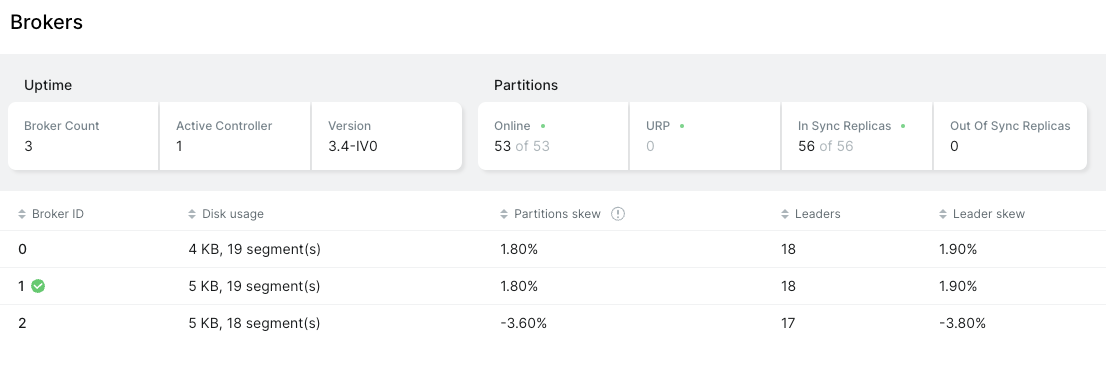 Brokers
Uptime
Partitions
Broker Count
Active Controller
Version
Online
URP
In Sync Replicas
Out Of Sync Replicas
3
1
3.4-IV0
53 of 53
0
56 of 56
0
Broker ID
Disk usage
Partitions skew
Leaders
Leader skew
0
4 KB, 19 segment(s)
1.80%
18
1.90%
1
5 KB, 19 segment(s)
1.80%
18
1.90%
2
5 KB, 18 segment(s)
-3.60%
17
-3.80%